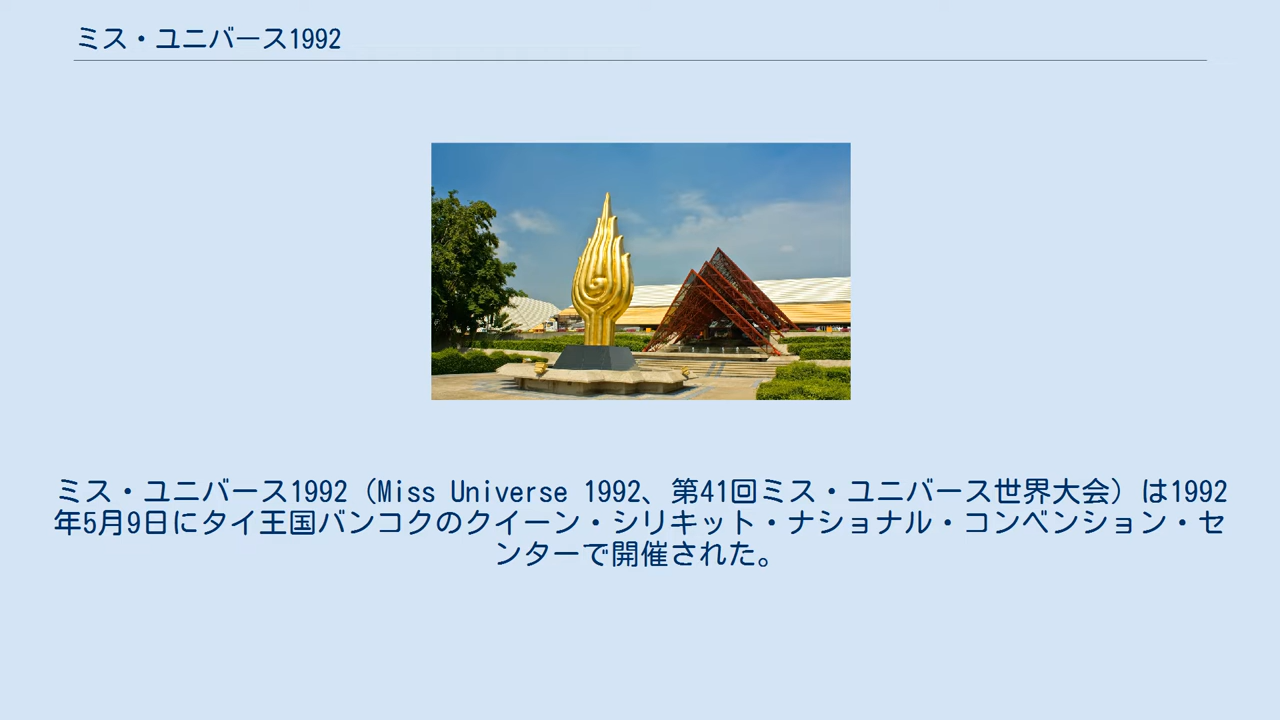 ミス・ユニバース1992
ミス・ユニバース1992（Miss Universe 1992、第41回ミス・ユニバース世界大会）は1992
年5月9日にタイ王国バンコクのクイーン・シリキット・ナショナル・コンベンション・セ
ンターで開催された。